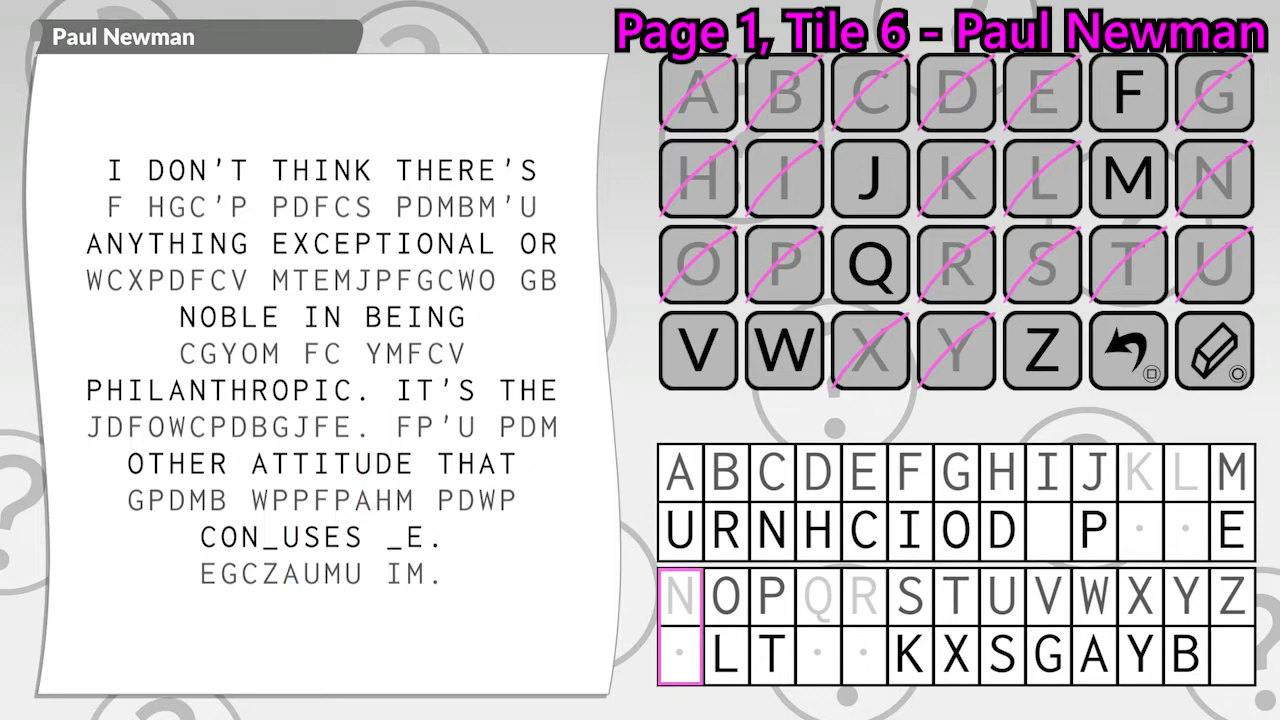 Paul Newman
Page 1, Tile 6 - Paul Newman
I DON'T THINK THERE'S
F HGC'P PDFCS PDMBM'U
ANYTHING EXCEPTIONAL OR
WCXPDFCV MTEMJPFGCWO GB
NOBLE IN BEING
CGYOM FC YMFCV
PHILANTHROPIC. IT'S THE
JDFOWCPDBGJFE. FP'U PDM
OTHER ATTITUDE THAT
GPDMB WPPFPAHM PDWP
CON_USES _E.
EGCZAUMU IM.
A B C D E F G
H I J K L M N
O P Q R S T U
V W X Y Z
A B C D E F G H I J K L M
U R N H C I O D P · · E
N O P Q R S T U V W X Y Z
· L T · · K X S G A Y B